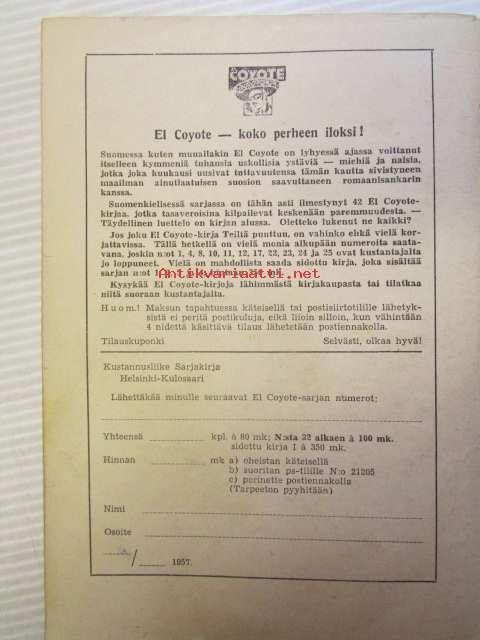 COYOTE
El Coyote — koko perheen iloksi!
Suomessa kuten muuallakin El Coyote on lyhyessä ajassa voittanut
itselleen kymmeniä tuhansia uskollisia ystäviä — miehiä ja naisia,
jotka joka kuukausi uusivat tuttavuutensa tämän kautta sivistyneen
maailman ainutlaatuisen suosion saavuttaneen romaanisankarin
kanssa.
Suomenkielisessä sarjassa on tähän asti ilmestynyt 42 El Coyote-
kirjaa, jotka tasaveroisina kilpailevat keskenään paremmuudesta. —
Täydellinen luettelo on kirjan alussa. Oletteko lukenut ne kaikki?
Jos joku El Coyote-kirja Teiltä puuttuu, on vahinko ehkä vielä kor-
jattavissa. Tällä hetkellä on vielä monia alkupään numeroita saata-
vana, joskin n:ot 1, 4, 8, 10, 11, 12, 17, 22, 23, 24 ja 25 ovat kustantajalta
jo loppuneet. Vielä on mahdollista saada sidottu kirja, joka sisältää
sarjan n:ot 1
Antikvariaatti.net
Kysykää El Coyote-kirjoja lähimmästä kirjakaupasta tai tilatkaa
niitä suoraan kustantajalta.
Huom.! Maksun tapahtuessa käteisellä tai postisiirtotilille lähetyk-
sistä ei peritä postikuluja, eikä liioin silloin, kun vähintään
4 nidettä käsittävä tilaus lähetetään postiennakolla.
Tilauskuponki Selvästi, olkaa hyvä!
Kustannusliike Sarjakirja
Helsinki-Kulosaari
Lähettäkää minulle seuraavat El Coyote-sarjan numerot:
Yhteensä kpl. à 80 mk; N:sta 22 alkaen à 100 mk.
sidottu kirja I à 350 mk.
Hinnan mk a) oheistan käteisellä
b) suoritan ps-tilille N:o 21205
c) perinette postiennakolla
(Tarpeeton pyyhitään)
Nimi
Osoite
/ 1957.